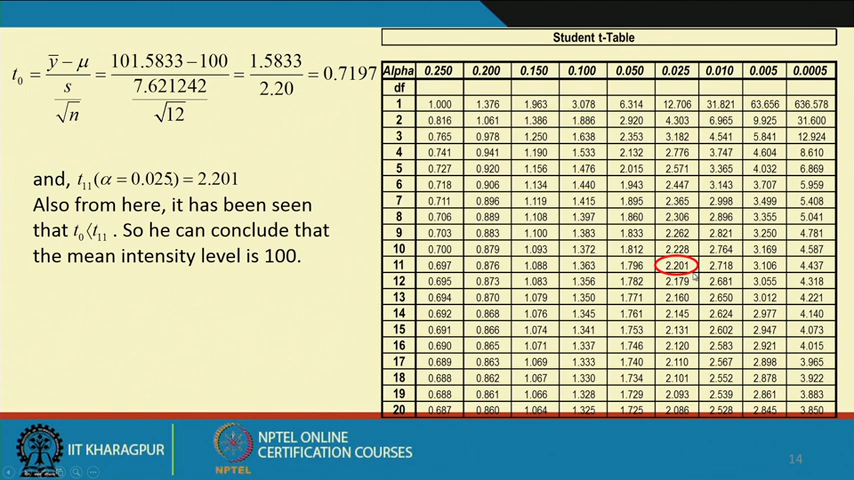 t₀ = (ȳ − μ)/(s/√n) = (101.5833 − 100)/(7.621242/√12) = 1.5833/2.20 = 0.7197
and, t₁₁(α = 0.025,) = 2.201
Also from here, it has been seen
that t₀⟨t₁₁ . So he can conclude that
the mean intensity level is 100.
Student t-Table
Alpha 0.250 0.200 0.150 0.100 0.050 0.025 0.010 0.005 0.0005
df
1 1.000 1.376 1.963 3.078 6.314 12.706 31.821 63.656 636.578
2 0.816 1.061 1.386 1.886 2.920 4.303 6.965 9.925 31.600
3 0.765 0.978 1.250 1.638 2.353 3.182 4.541 5.841 12.924
4 0.741 0.941 1.190 1.533 2.132 2.776 3.747 4.604 8.610
5 0.727 0.920 1.156 1.476 2.015 2.571 3.365 4.032 6.869
6 0.718 0.906 1.134 1.440 1.943 2.447 3.143 3.707 5.959
7 0.711 0.896 1.119 1.415 1.895 2.365 2.998 3.499 5.408
8 0.706 0.889 1.108 1.397 1.860 2.306 2.896 3.355 5.041
9 0.703 0.883 1.100 1.383 1.833 2.262 2.821 3.250 4.781
10 0.700 0.879 1.093 1.372 1.812 2.228 2.764 3.169 4.587
11 0.697 0.876 1.088 1.363 1.796 2.201 2.718 3.106 4.437
12 0.695 0.873 1.083 1.356 1.782 2.179 2.681 3.055 4.318
13 0.694 0.870 1.079 1.350 1.771 2.160 2.650 3.012 4.221
14 0.692 0.868 1.076 1.345 1.761 2.145 2.624 2.977 4.140
15 0.691 0.866 1.074 1.341 1.753 2.131 2.602 2.947 4.073
16 0.690 0.865 1.071 1.337 1.746 2.120 2.583 2.921 4.015
17 0.689 0.863 1.069 1.333 1.740 2.110 2.567 2.898 3.965
18 0.688 0.862 1.067 1.330 1.734 2.101 2.552 2.878 3.922
19 0.688 0.861 1.066 1.328 1.729 2.093 2.539 2.861 3.883
20 0.687 0.860 1.064 1.325 1.725 2.086 2.528 2.845 3.850
IIT KHARAGPUR
NPTEL
NPTEL ONLINE
CERTIFICATION COURSES
14